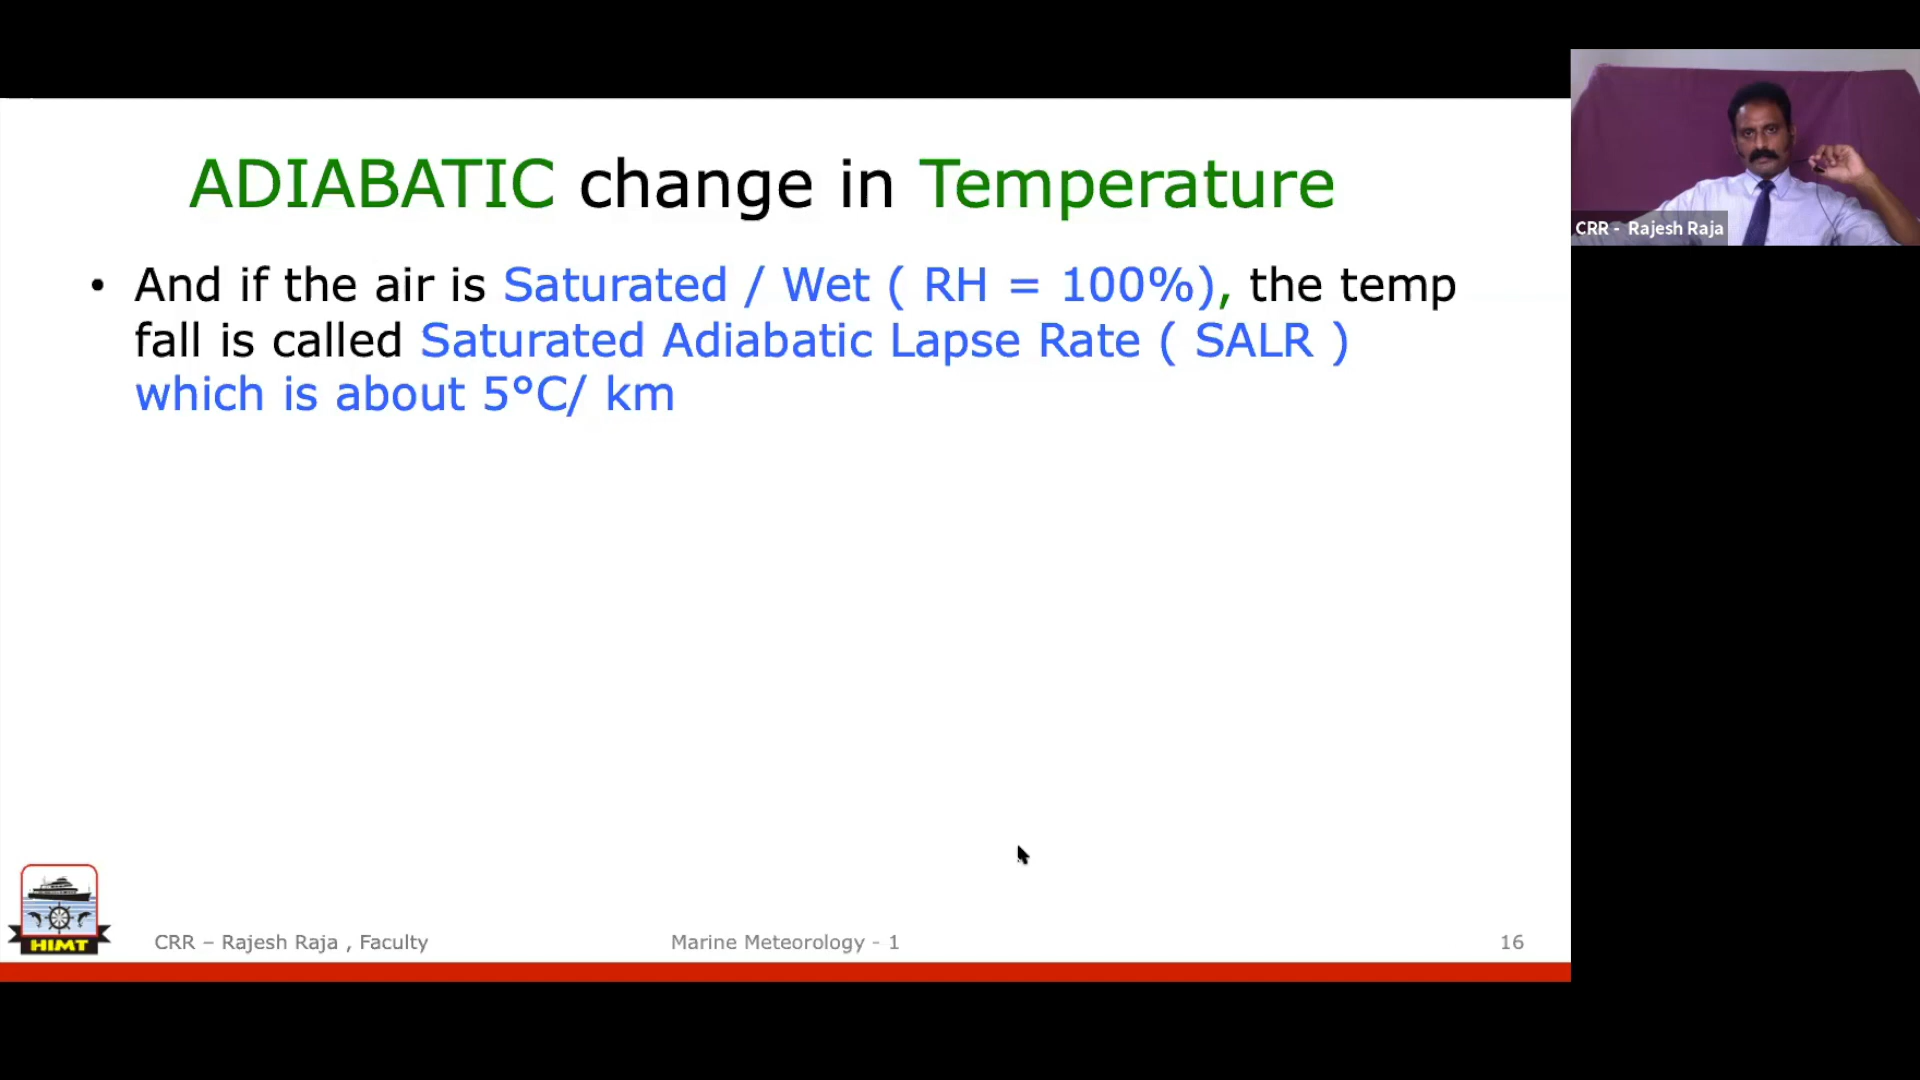 ADIABATIC change in Temperature
• And if the air is Saturated / Wet ( RH = 100%), the temp
fall is called Saturated Adiabatic Lapse Rate ( SALR )
which is about 5°C/ km
CRR - Rajesh Raja
HIMT
CRR – Rajesh Raja , Faculty
Marine Meteorology - 1
16